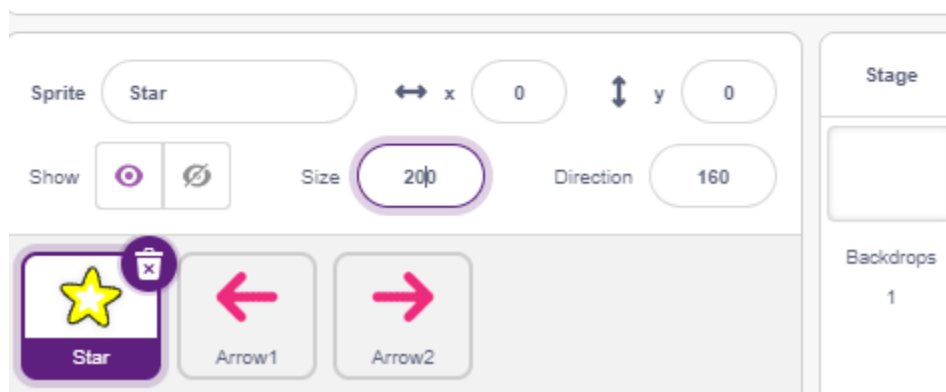 Sprite Star x 0 y 0
Stage
Show Size 200 Direction 160
Backdrops
1
Star Arrow1 Arrow2